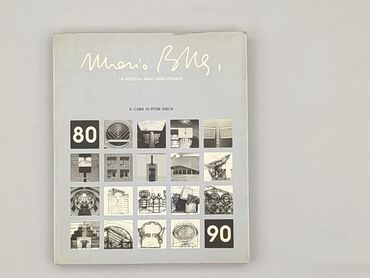 Mario Botta
LA RICERCA NEGLI ANNI OTTANTA
A CURA DI PETER DISCH
80
90